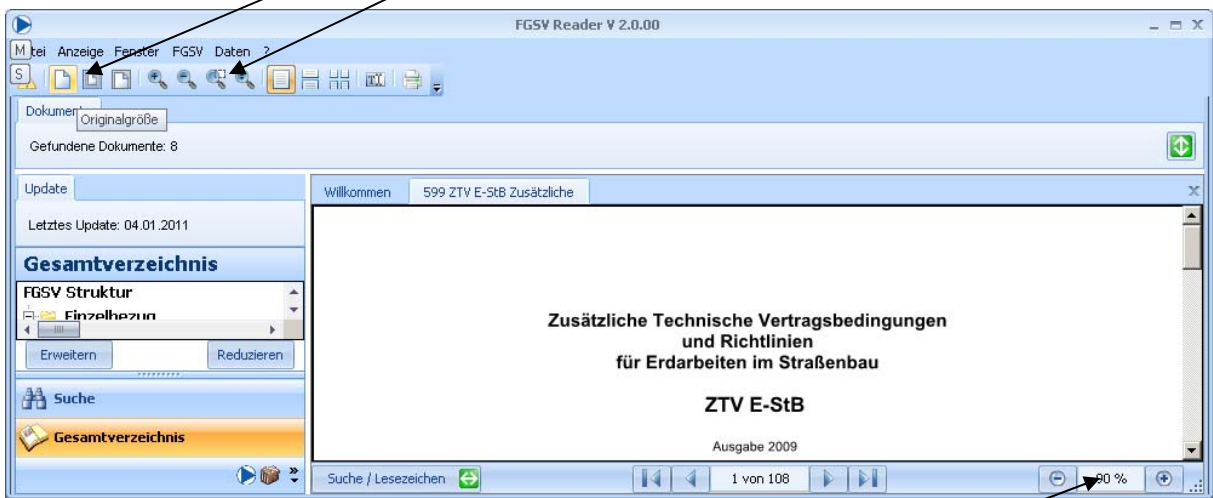 FGSV Reader V 2.0.00
M tei Anzeige Fenster FGSV Daten ?
S
Dokumen
Originalgröße
Gefundene Dokumente: 8
Update
Letztes Update: 04.01.2011
Gesamtverzeichnis
FGSV Struktur
Einzelbezug
Erweitern Reduzieren
Suche
Gesamtverzeichnis
Willkommen 599 ZTV E-StB Zusätzliche
Zusätzliche Technische Vertragsbedingungen
und Richtlinien
für Erdarbeiten im Straßenbau
ZTV E-StB
Ausgabe 2009
Suche / Lesezeichen 1 von 108 90 %